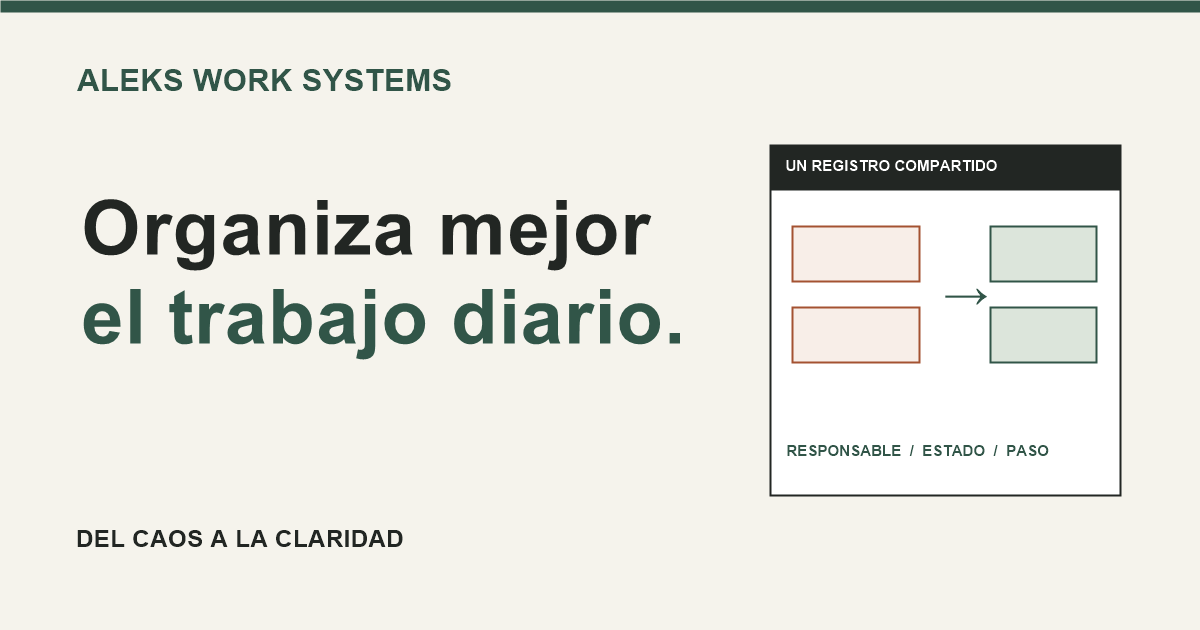 ALEKS WORK SYSTEMS
Organiza mejor
el trabajo diario.
DEL CAOS A LA CLARIDAD
UN REGISTRO COMPARTIDO
RESPONSABLE / ESTADO / PASO